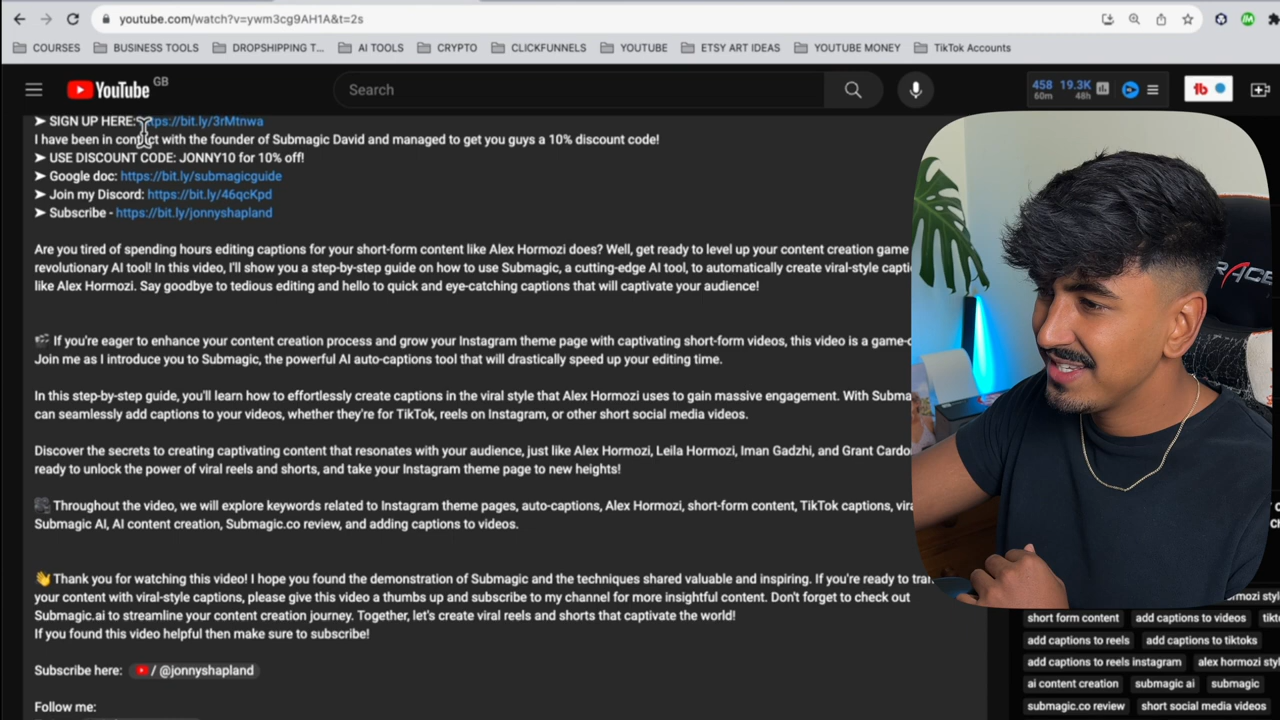 youtube.com/watch?v=ywm3cg9AH1A&t=2s
COURSES
BUSINESS TOOLS
DROPSHIPPING T...
AI TOOLS
CRYPTO
CLICKFUNNELS
YOUTUBE
ETSY ART IDEAS
YOUTUBE MONEY
TikTok Accounts
YouTube GB
Search
458 60m
19.3K 48h
➤ SIGN UP HERE: ttps://bit.ly/3rMtnwa
I have been in contact with the founder of Submagic David and managed to get you guys a 10% discount code!
➤ USE DISCOUNT CODE: JONNY10 for 10% off!
➤ Google doc: https://bit.ly/submagicguide
➤ Join my Discord: https://bit.ly/46qcKpd
➤ Subscribe - https://bit.ly/jonnyshapland
Are you tired of spending hours editing captions for your short-form content like Alex Hormozi does? Well, get ready to level up your content creation game
revolutionary AI tool! In this video, I'll show you a step-by-step guide on how to use Submagic, a cutting-edge AI tool, to automatically create viral-style
like Alex Hormozi. Say goodbye to tedious editing and hello to quick and eye-catching captions that will captivate your audience!
If you're eager to enhance your content creation process and grow your Instagram theme page with captivating short-form videos, this video is a
Join me as I introduce you to Submagic, the powerful AI auto-captions tool that will drastically speed up your editing time.
In this step-by-step guide, you'll learn how to effortlessly create captions in the viral style that Alex Hormozi uses to gain massive engagement. With
can seamlessly add captions to your videos, whether they're for TikTok, reels on Instagram, or other short social media videos.
Discover the secrets to creating captivating content that resonates with your audience, just like Alex Hormozi, Leila Hormozi, Iman Gadzhi, and Grant
ready to unlock the power of viral reels and shorts, and take your Instagram theme page to new heights!
Throughout the video, we will explore keywords related to Instagram theme pages, auto-captions, Alex Hormozi, short-form content, TikTok captions,
Submagic AI, AI content creation, Submagic.co review, and adding captions to videos.
👋 Thank you for watching this video! I hope you found the demonstration of Submagic and the techniques shared valuable and inspiring. If you're ready to
your content with viral-style captions, please give this video a thumbs up and subscribe to my channel for more insightful content. Don't forget to check out
Submagic.ai to streamline your content creation journey. Together, let's create viral reels and shorts that captivate the world!
If you found this video helpful then make sure to subscribe!
Subscribe here: / @jonnyshapland
Follow me:
short form content
add captions to videos
add captions to reels
add captions to tiktoks
add captions to reels instagram
alex hormozi
ai content creation
submagic ai
submagic
submagic.co review
short social media videos